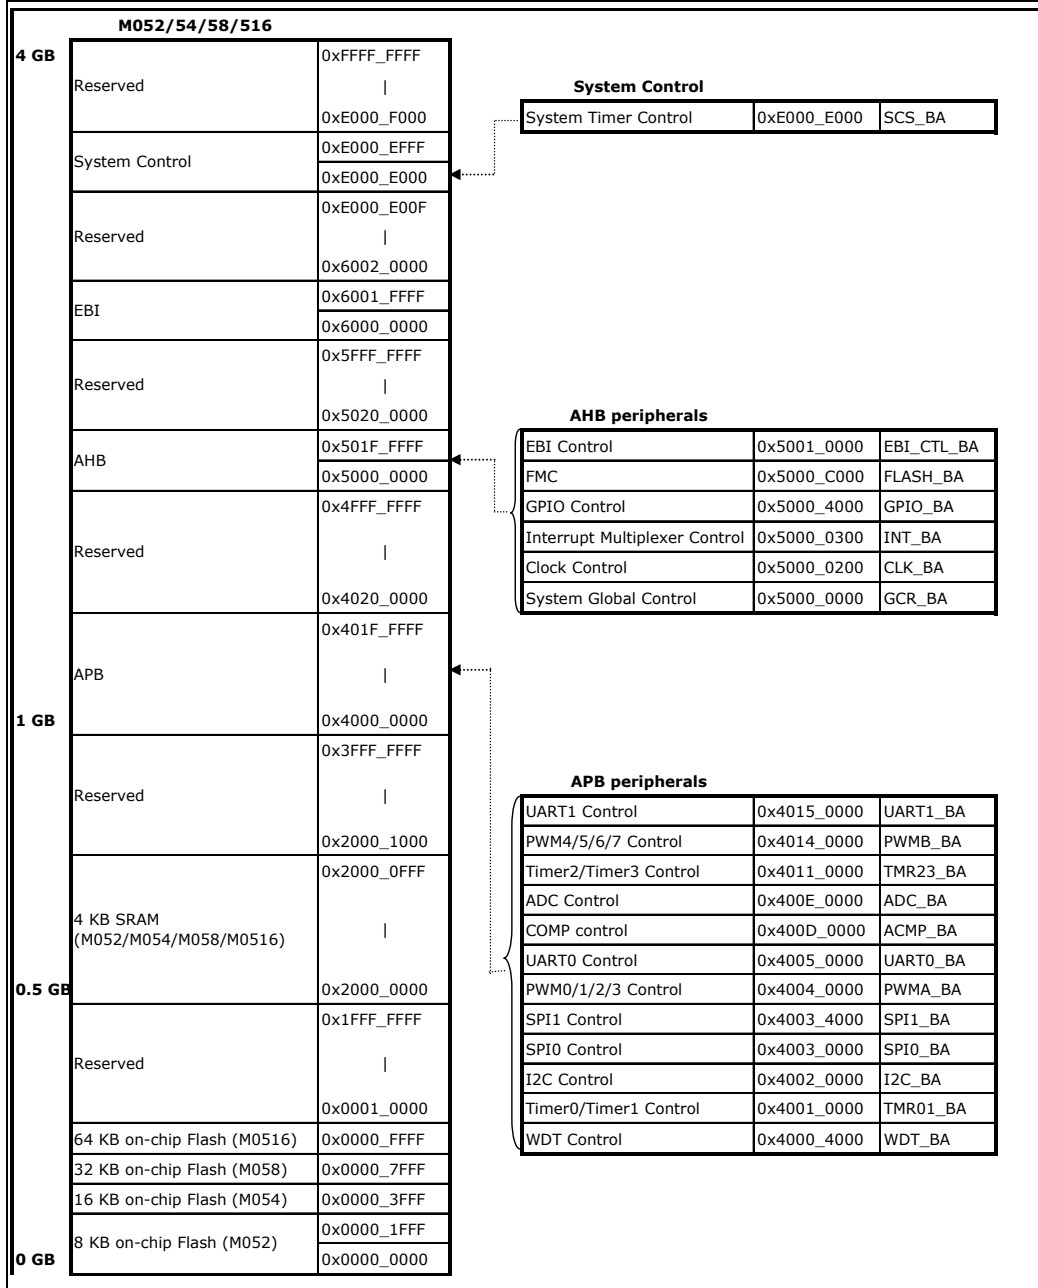 M052/54/58/516
4 GB
Reserved
0xFFFF_FFFF
|
0xE000_F000
System Control
0xE000_EFFF
0xE000_E000
Reserved
0xE000_E00F
|
0x6002_0000
EBI
0x6001_FFFF
0x6000_0000
Reserved
0x5FFF_FFFF
|
0x5020_0000
AHB
0x501F_FFFF
0x5000_0000
Reserved
0x4FFF_FFFF
|
0x4020_0000
APB
0x401F_FFFF
|
1 GB
0x4000_0000
Reserved
0x3FFF_FFFF
|
0x2000_1000
4 KB SRAM
(M052/M054/M058/M0516)
0x2000_0FFF
|
0.5 GB
0x2000_0000
Reserved
0x1FFF_FFFF
|
0x0001_0000
64 KB on-chip Flash (M0516) 0x0000_FFFF
32 KB on-chip Flash (M058) 0x0000_7FFF
16 KB on-chip Flash (M054) 0x0000_3FFF
8 KB on-chip Flash (M052)
0x0000_1FFF
0 GB
0x0000_0000
System Control
System Timer Control 0xE000_E000 SCS_BA
AHB peripherals
EBI Control 0x5001_0000 EBI_CTL_BA
FMC 0x5000_C000 FLASH_BA
GPIO Control 0x5000_4000 GPIO_BA
Interrupt Multiplexer Control 0x5000_0300 INT_BA
Clock Control 0x5000_0200 CLK_BA
System Global Control 0x5000_0000 GCR_BA
APB peripherals
UART1 Control 0x4015_0000 UART1_BA
PWM4/5/6/7 Control 0x4014_0000 PWMB_BA
Timer2/Timer3 Control 0x4011_0000 TMR23_BA
ADC Control 0x400E_0000 ADC_BA
COMP control 0x400D_0000 ACMP_BA
UART0 Control 0x4005_0000 UART0_BA
PWM0/1/2/3 Control 0x4004_0000 PWMA_BA
SPI1 Control 0x4003_4000 SPI1_BA
SPI0 Control 0x4003_0000 SPI0_BA
I2C Control 0x4002_0000 I2C_BA
Timer0/Timer1 Control 0x4001_0000 TMR01_BA
WDT Control 0x4000_4000 WDT_BA